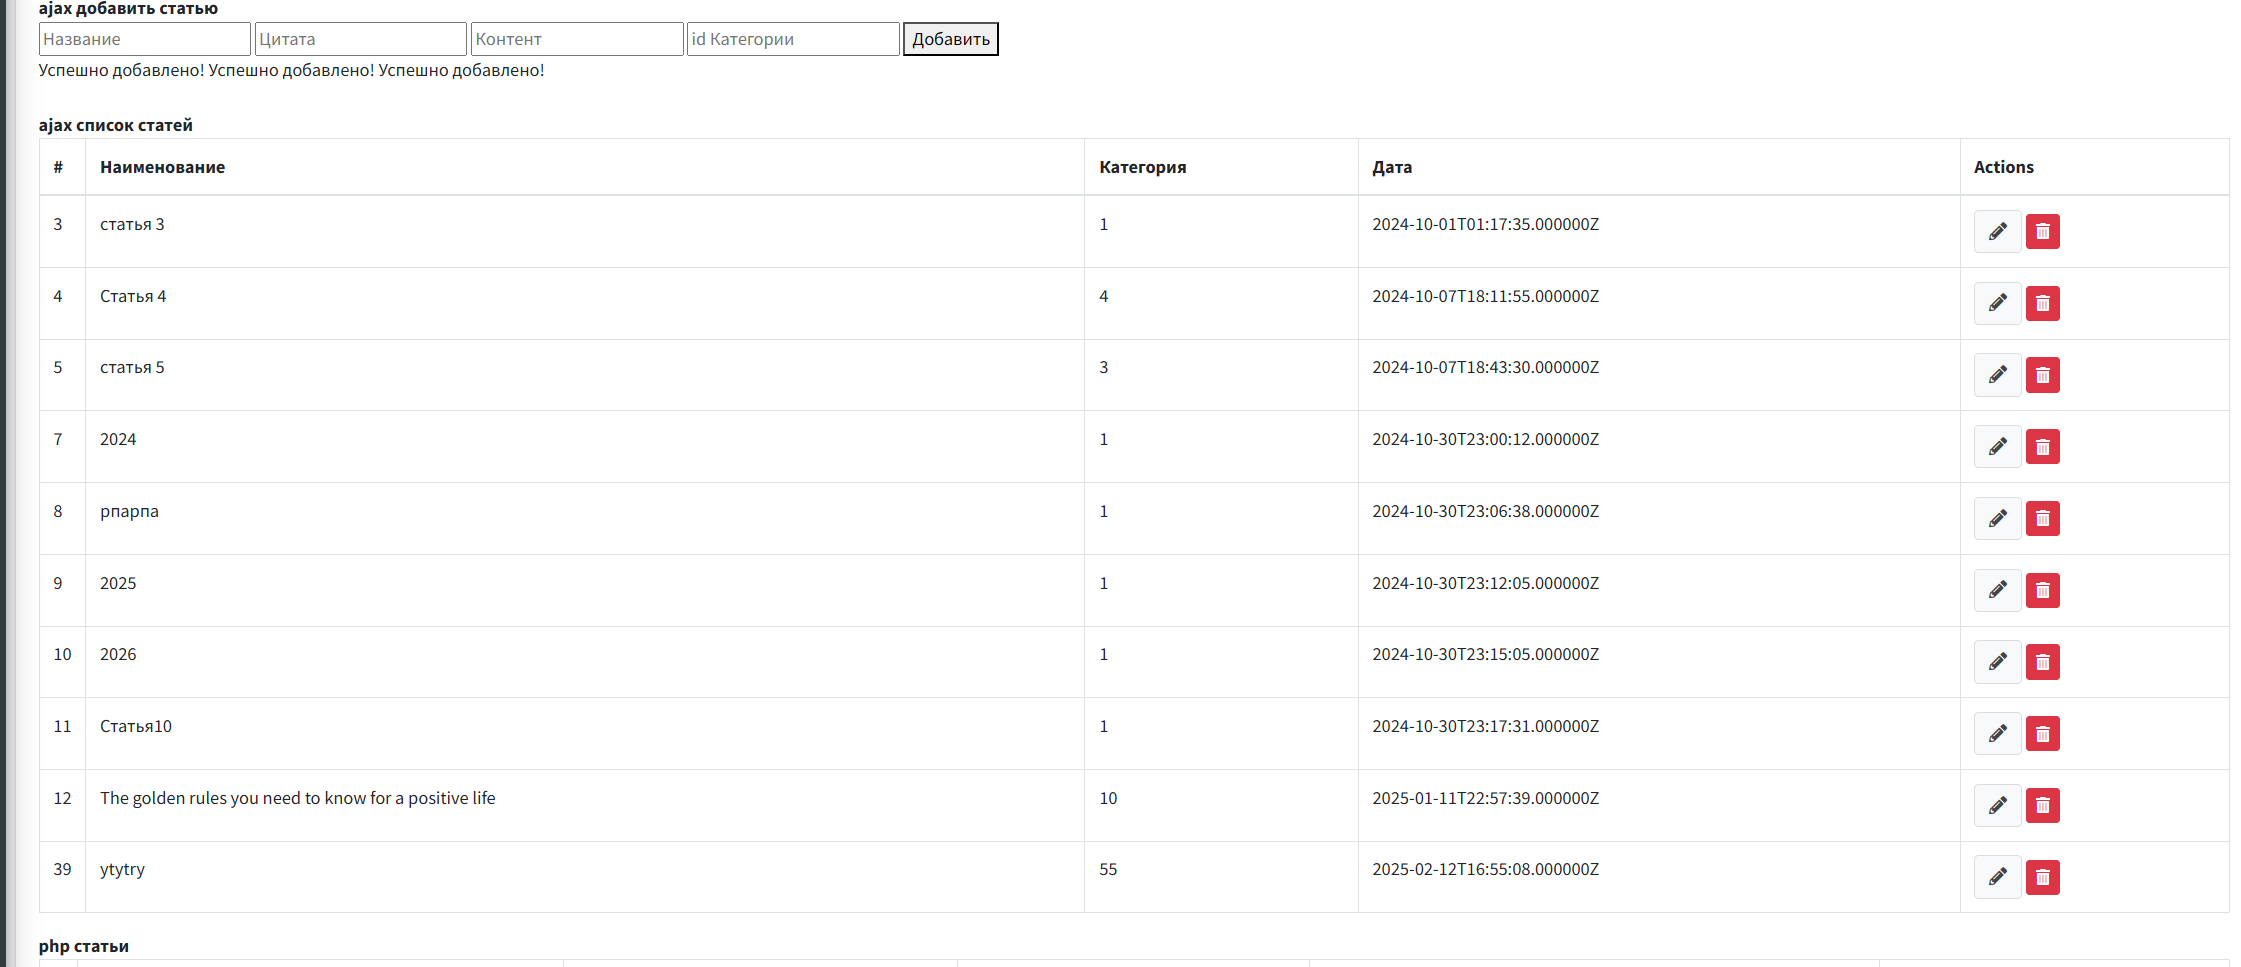 ajax добавить статью
Название Цитата Контент id Категории Добавить
Успешно добавлено! Успешно добавлено! Успешно добавлено!
ajax список статей
# Наименование Категория Дата Actions
3 статья 3 1 2024-10-01T01:17:35.000000Z
4 Статья 4 4 2024-10-07T18:11:55.000000Z
5 статья 5 3 2024-10-07T18:43:30.000000Z
7 2024 1 2024-10-30T23:00:12.000000Z
8 рпарпа 1 2024-10-30T23:06:38.000000Z
9 2025 1 2024-10-30T23:12:05.000000Z
10 2026 1 2024-10-30T23:15:05.000000Z
11 Статья10 1 2024-10-30T23:17:31.000000Z
12 The golden rules you need to know for a positive life 10 2025-01-11T22:57:39.000000Z
39 ytytry 55 2025-02-12T16:55:08.000000Z
php статьи